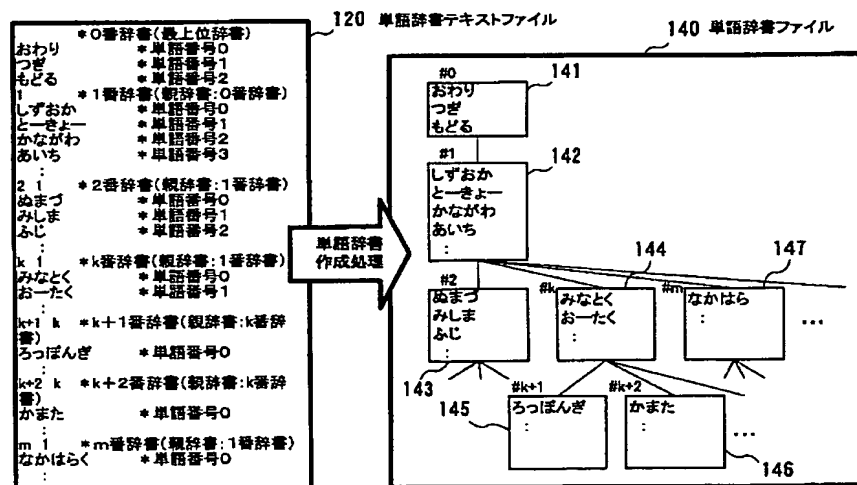 120 単語辞書テキストファイル
*0番辞書(最上位辞書)
おわり *単語番号0
つぎ *単語番号1
もどる *単語番号2
1 *1番辞書(親辞書:0番辞書)
しずおか *単語番号0
とーきょー *単語番号1
かながわ *単語番号2
あいち *単語番号3
:
2 1 *2番辞書(親辞書:1番辞書)
ぬまづ *単語番号0
みしま *単語番号1
ふじ *単語番号2
:
k 1 *k番辞書(親辞書:1番辞書)
みなとく *単語番号0
おーたく *単語番号1
:
k+1 k *k+1番辞書(親辞書:k番辞
書)
ろっぽんぎ *単語番号0
:
k+2 k *k+2番辞書(親辞書:k番辞
書)
かまた *単語番号0
:
m 1 *m番辞書(親辞書:1番辞書)
なかはらく *単語番号0
:
単語辞書
作成処理
140 単語辞書ファイル
#0
141
おわり
つぎ
もどる
#1
142
しずおか
とーきょー
かながわ
あいち
:
#2
ぬまづ
みしま
ふじ
:
143
#k
144
みなとく
おーたく
:
#m
147
なかはら
:
...
#k+1
145
ろっぽんぎ
:
#k+2
かまた
:
146
...